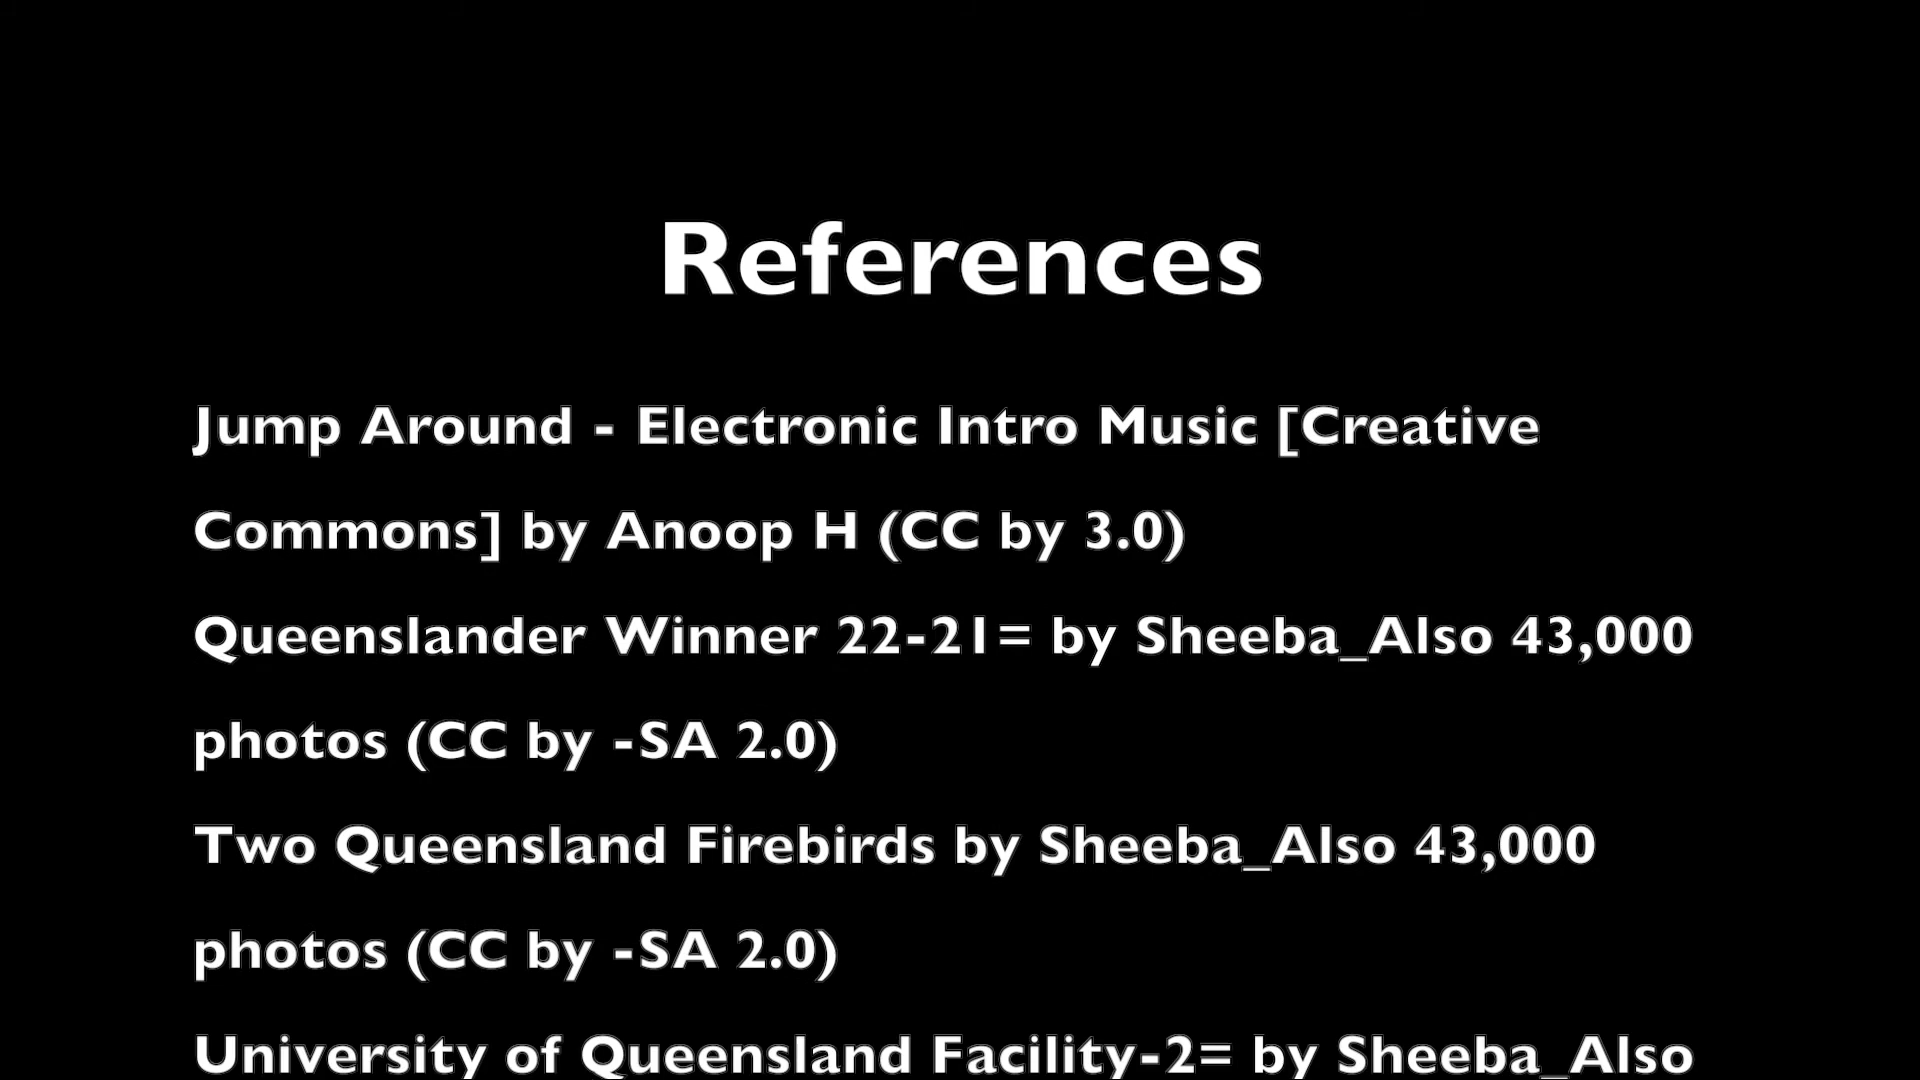 References
Jump Around - Electronic Intro Music [Creative
Commons] by Anoop H (CC by 3.0)
Queenslander Winner 22-21= by Sheeba_Also 43,000
photos (CC by -SA 2.0)
Two Queensland Firebirds by Sheeba_Also 43,000
photos (CC by -SA 2.0)
University of Queensland Facility-2= by Sheeba_Also